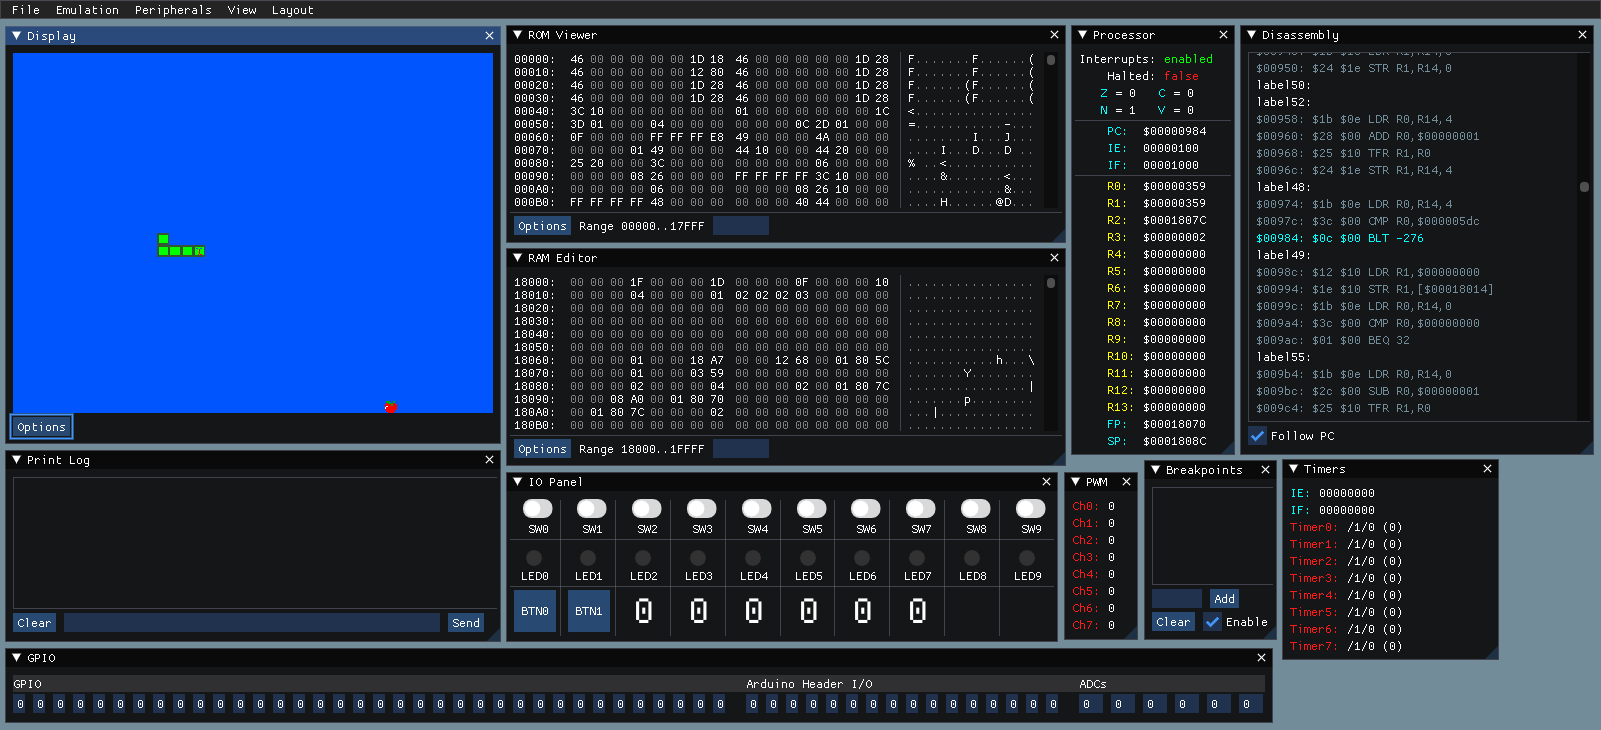 File Emulation Peripherals View Layout
Display
Options
Print Log
Clear Send
ROM Viewer
00000: 46 00 00 00 00 00 1D 18 46 00 00 00 00 00 1D 28 F.......F......(
00010: 46 00 00 00 00 00 12 80 46 00 00 00 00 00 1D 28 F.......F......(
00020: 46 00 00 00 00 00 1D 28 46 00 00 00 00 00 1D 28 F......(F......(
00030: 46 00 00 00 00 00 1D 28 46 00 00 00 00 00 1D 28 F......(F......(
00040: 3C 10 00 00 00 00 00 00 01 00 00 00 00 00 00 1C <...............
00050: 3D 01 00 00 04 00 00 00 00 00 00 0C 2D 01 00 00 =...........-...
00060: 0F 00 00 00 FF FF FF E8 49 00 00 00 4A 00 00 00 ........I...J...
00070: 00 00 00 01 49 00 00 00 44 10 00 00 44 20 00 00 ....I...D...D ..
00080: 25 20 00 00 3C 00 00 00 00 00 00 00 06 00 00 00 % ..<...........
00090: 00 00 00 08 26 00 00 00 FF FF FF FF 3C 10 00 00 ....&.......<...
000A0: 00 00 00 00 06 00 00 00 00 00 00 08 26 10 00 00 ............&...
000B0: FF FF FF FF 48 00 00 00 00 00 00 40 44 00 00 00 ....H......@D...
Options Range 00000..17FFF
RAM Editor
18000: 00 00 00 1F 00 00 00 1D 00 00 00 0F 00 00 00 10 ................
18010: 00 00 00 04 00 00 00 01 02 02 02 03 00 00 00 00 ................
18020: 00 00 00 00 00 00 00 00 00 00 00 00 00 00 00 00 ................
18030: 00 00 00 00 00 00 00 00 00 00 00 00 00 00 00 00 ................
18040: 00 00 00 00 00 00 00 00 00 00 00 00 00 00 00 00 ................
18050: 00 00 00 00 00 00 00 00 00 00 00 00 00 00 00 00 ................
18060: 00 00 00 01 00 00 18 A7 00 00 12 68 00 01 80 5C ...........h...\
18070: 00 00 00 01 00 00 03 59 00 00 00 00 00 00 00 00 .......Y........
18080: 00 00 00 02 00 00 00 04 00 00 00 02 00 01 80 7C ...............|
18090: 00 00 08 A0 00 01 80 70 00 00 00 00 00 00 00 00 .......p........
180A0: 00 01 80 7C 00 00 00 02 00 00 00 00 00 00 00 00 ...|............
180B0: 00 00 00 00 00 00 00 00 00 00 00 00 00 00 00 00 ................
Options Range 18000..1FFFF
IO Panel
SW0 SW1 SW2 SW3 SW4 SW5 SW6 SW7 SW8 SW9
LED0 LED1 LED2 LED3 LED4 LED5 LED6 LED7 LED8 LED9
BTN0 BTN1 0 0 0 0 0 0
Processor
Interrupts: enabled
Halted: false
Z = 0 C = 0
N = 1 V = 0
PC: $00000984
IE: 00000100
IF: 00001000
R0: $00000359
R1: $00000359
R2: $0001807C
R3: $00000002
R4: $00000000
R5: $00000000
R6: $00000000
R7: $00000000
R8: $00000000
R9: $00000000
R10: $00000000
R11: $00000000
R12: $00000000
R13: $00000000
FP: $00018070
SP: $0001808C
Disassembly
$00950: $24 $1e STR R1,R14,0
label50:
label52:
$00958: $1b $0e LDR R0,R14,4
$00960: $28 $00 ADD R0,$00000001
$00968: $25 $10 TFR R1,R0
$0096c: $24 $1e STR R1,R14,4
label48:
$00974: $1b $0e LDR R0,R14,4
$0097c: $3c $00 CMP R0,$000005dc
$00984: $0c $00 BLT -276
label49:
$0098c: $12 $10 LDR R1,$00000000
$00994: $1e $10 STR R1,[$00018014]
$0099c: $1b $0e LDR R0,R14,0
$009a4: $3c $00 CMP R0,$00000000
$009ac: $01 $00 BEQ 32
label55:
$009b4: $1b $0e LDR R0,R14,0
$009bc: $2c $00 SUB R0,$00000001
$009c4: $25 $10 TFR R1,R0
Follow PC
PWM
Ch0: 0
Ch1: 0
Ch2: 0
Ch3: 0
Ch4: 0
Ch5: 0
Ch6: 0
Ch7: 0
Breakpoints
Add
Clear Enable
Timers
IE: 00000000
IF: 00000000
Timer0: /1/0 (0)
Timer1: /1/0 (0)
Timer2: /1/0 (0)
Timer3: /1/0 (0)
Timer4: /1/0 (0)
Timer5: /1/0 (0)
Timer6: /1/0 (0)
Timer7: /1/0 (0)
GPIO
GPIO Arduino Header I/O ADCs
0 0 0 0 0 0 0 0 0 0 0 0 0 0 0 0 0 0 0 0 0 0 0 0 0 0 0 0 0 0 0 0 0 0 0 0 0 0 0 0 0 0 0 0 0 0 0 0 0 0 0 0 0 0 0 0 0 0